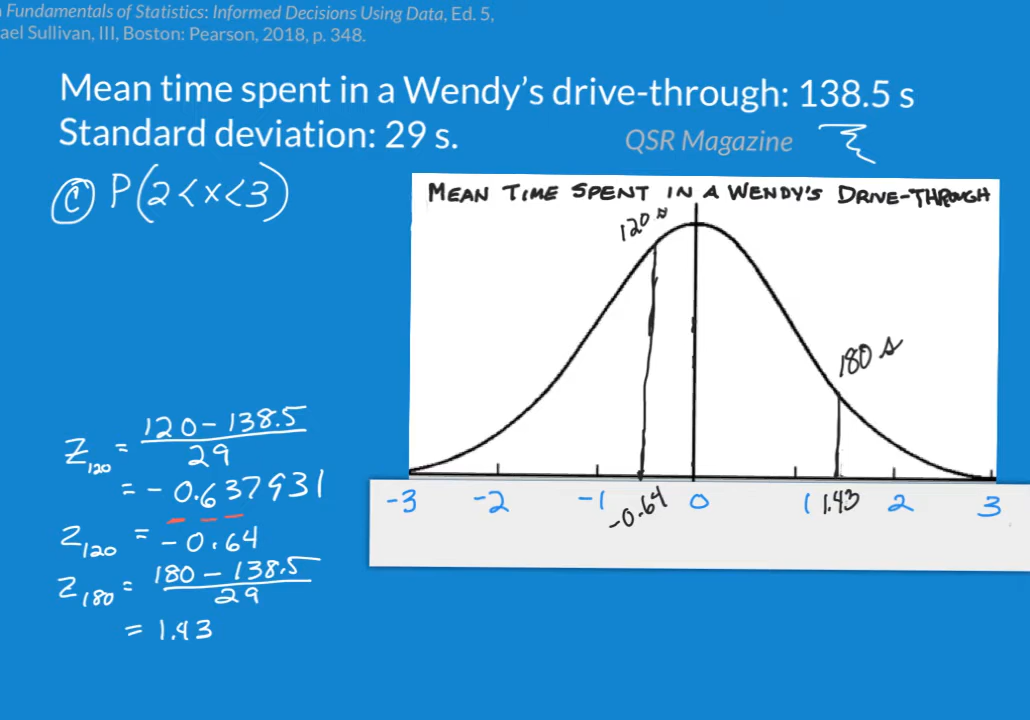 Fundamentals of Statistics: Informed Decisions Using Data, Ed. 5,
ael Sullivan, III, Boston: Pearson, 2018, p. 348.
Mean time spent in a Wendy's drive-through: 138.5 s
Standard deviation: 29 s.
QSR Magazine
Ⓒ P(2<x<3)
MEAN TIME SPENT IN A WENDY'S DRIVE-THROUGH
120 s
180 s
-3 -2 -1 0 1 1.43 2 3
-0.64
Z₁₂₀ = (120 - 138.5)/29
= -0.637931
Z₁₂₀ = -0.64
Z₁₈₀ = (180 - 138.5)/29
= 1.43